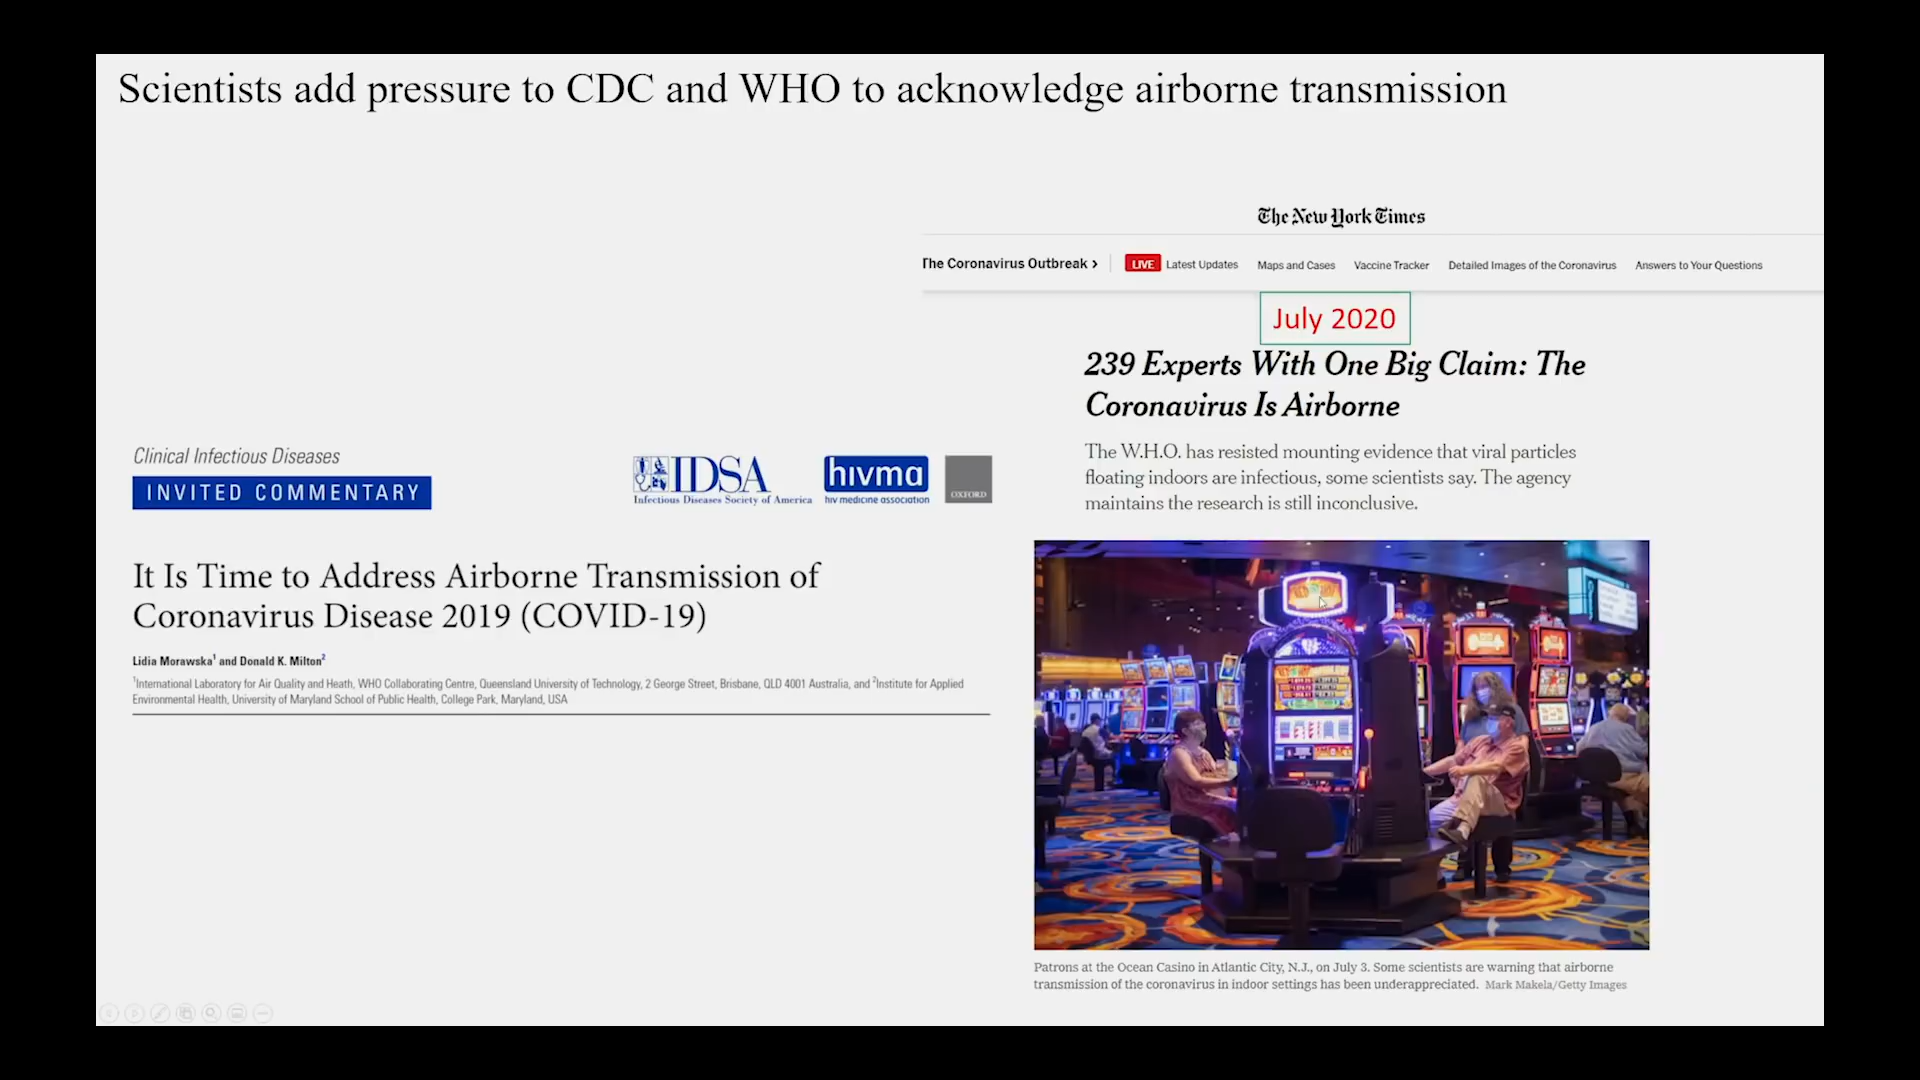 Scientists add pressure to CDC and WHO to acknowledge airborne transmission
The New York Times
The Coronavirus Outbreak ›
LIVE Latest Updates Maps and Cases Vaccine Tracker Detailed Images of the Coronavirus Answers to Your Questions
July 2020
239 Experts With One Big Claim: The
Coronavirus Is Airborne
The W.H.O. has resisted mounting evidence that viral particles
floating indoors are infectious, some scientists say. The agency
maintains the research is still inconclusive.
Clinical Infectious Diseases
INVITED COMMENTARY
IDSA
Infectious Diseases Society of America
hivma
hiv medicine association
OXFORD
It Is Time to Address Airborne Transmission of
Coronavirus Disease 2019 (COVID-19)
Lidia Morawska1 and Donald K. Milton2
1International Laboratory for Air Quality and Heath, WHO Collaborating Centre, Queensland University of Technology, 2 George Street, Brisbane, QLD 4001 Australia, and 2Institute for Applied
Environmental Health, University of Maryland School of Public Health, College Park, Maryland, USA
Patrons at the Ocean Casino in Atlantic City, N.J., on July 3. Some scientists are warning that airborne
transmission of the coronavirus in indoor settings has been underappreciated. Mark Makela/Getty Images